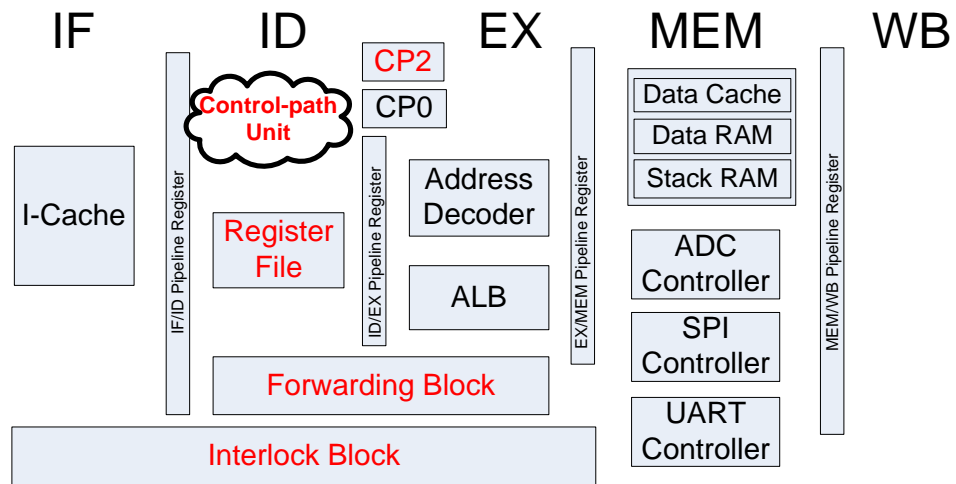 IF
ID
EX
MEM
WB
CP2
CP0
Control-path
Unit
I-Cache
IF/ID Pipeline Register
Register
File
ID/EX Pipeline Register
Address
Decoder
ALB
EX/MEM Pipeline Register
Data Cache
Data RAM
Stack RAM
ADC
Controller
SPI
Controller
UART
Controller
MEM/WB Pipeline Register
Forwarding Block
Interlock Block